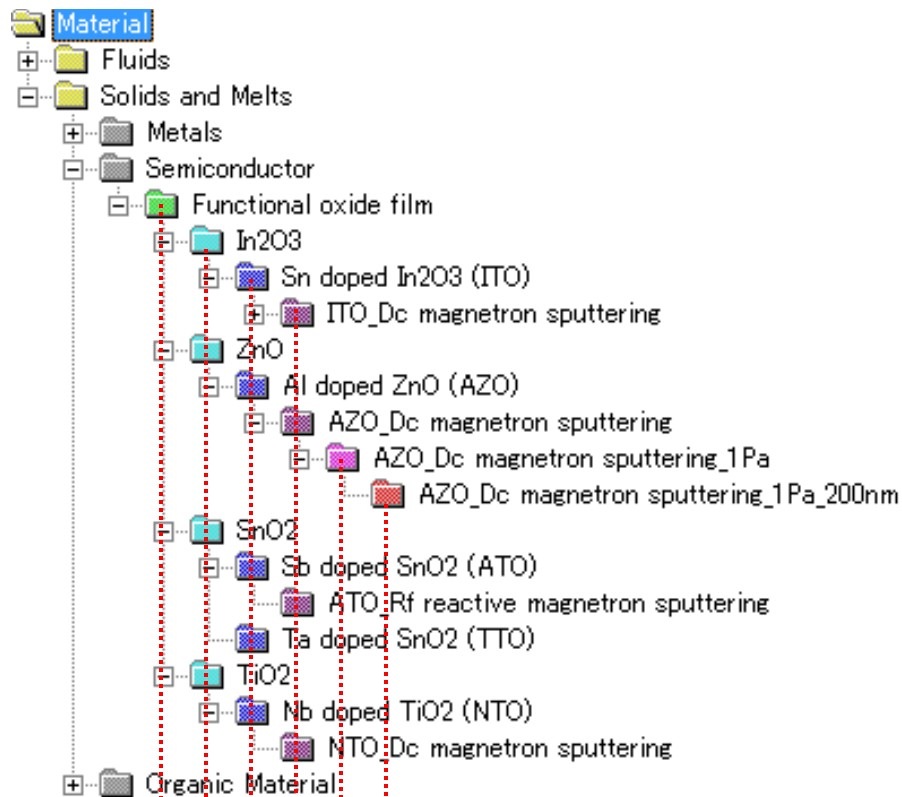 Material
Fluids
Solids and Melts
Metals
Semiconductor
Functional oxide film
In2O3
Sn doped In2O3 (ITO)
ITO_Dc magnetron sputtering
ZnO
Al doped ZnO (AZO)
AZO_Dc magnetron sputtering
AZO_Dc magnetron sputtering_1Pa
AZO_Dc magnetron sputtering_1Pa_200nm
SnO2
Sb doped SnO2 (ATO)
ATO_Rf reactive magnetron sputtering
Ta doped SnO2 (TTO)
TiO2
Nb doped TiO2 (NTO)
NTO_Dc magnetron sputtering
Organic Material